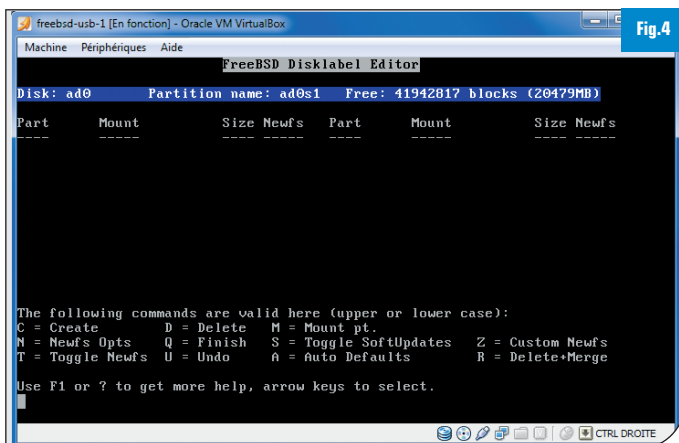 freebsd-usb-1 [En fonction] - Oracle VM VirtualBox
Fig.4
Machine Périphériques Aide
FreeBSD Disklabel Editor
Disk: ad0 Partition name: ad0s1 Free: 41942817 blocks (20479MB)
Part Mount Size Newfs Part Mount Size Newfs
---- ----- ---- ----- ---- ----- ---- -----
The following commands are valid here (upper or lower case):
C = Create D = Delete M = Mount pt.
N = Newfs Opts Q = Finish S = Toggle SoftUpdates Z = Custom Newfs
T = Toggle Newfs U = Undo A = Auto Defaults R = Delete+Merge
Use F1 or ? to get more help, arrow keys to select.
CTRL DROITE